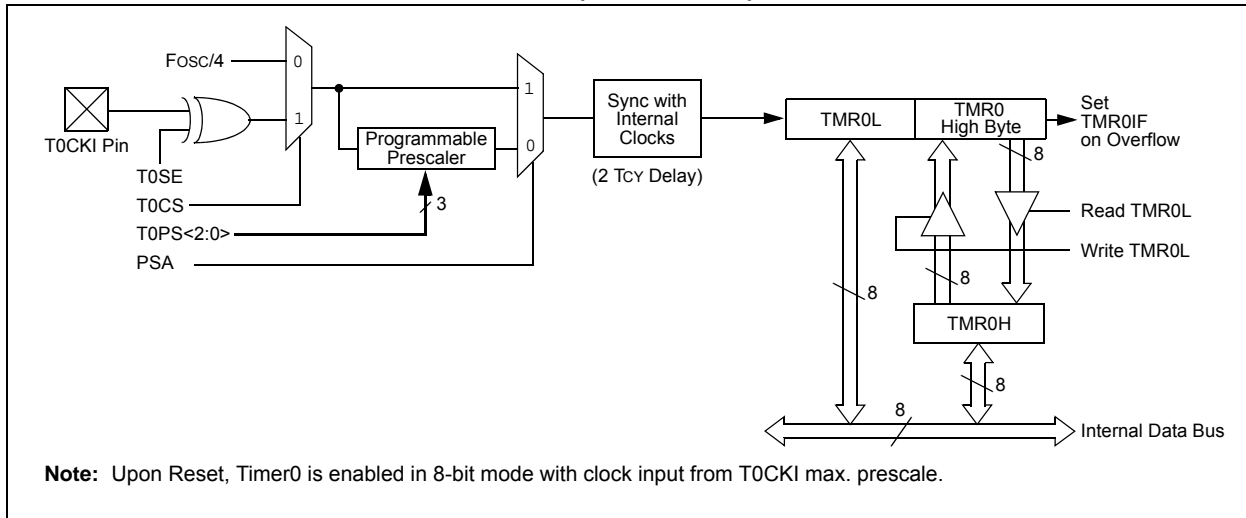 FOSC/4
0
1
T0CKI Pin
T0SE
T0CS
T0PS<2:0>
PSA
Programmable
Prescaler
3
1
0
Sync with
Internal
Clocks
(2 TCY Delay)
TMR0L
TMR0
High Byte
Set
TMR0IF
on Overflow
8
Read TMR0L
Write TMR0L
8
8
TMR0H
8
8
Internal Data Bus
Note: Upon Reset, Timer0 is enabled in 8-bit mode with clock input from T0CKI max. prescale.